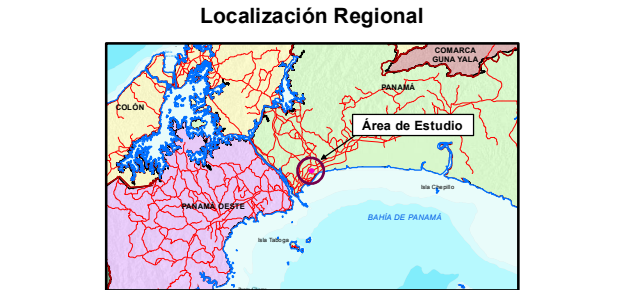 Localización Regional
COMARCA
GUNA YALA
PANAMÁ
COLÓN
Área de Estudio
Isla Chepillo
PANAMÁ OESTE
BAHÍA DE PANAMÁ
Isla Taboga